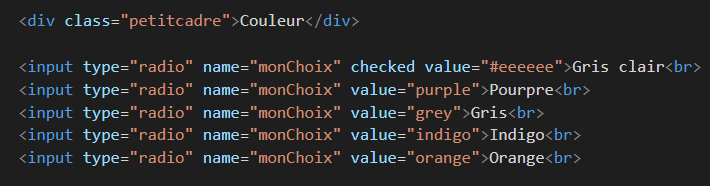 <div class="petitcadre">Couleur</div>
<input type="radio" name="monChoix" checked value="#eeeeee">Gris clair<br>
<input type="radio" name="monChoix" value="purple">Pourpre<br>
<input type="radio" name="monChoix" value="grey">Gris<br>
<input type="radio" name="monChoix" value="indigo">Indigo<br>
<input type="radio" name="monChoix" value="orange">Orange<br>